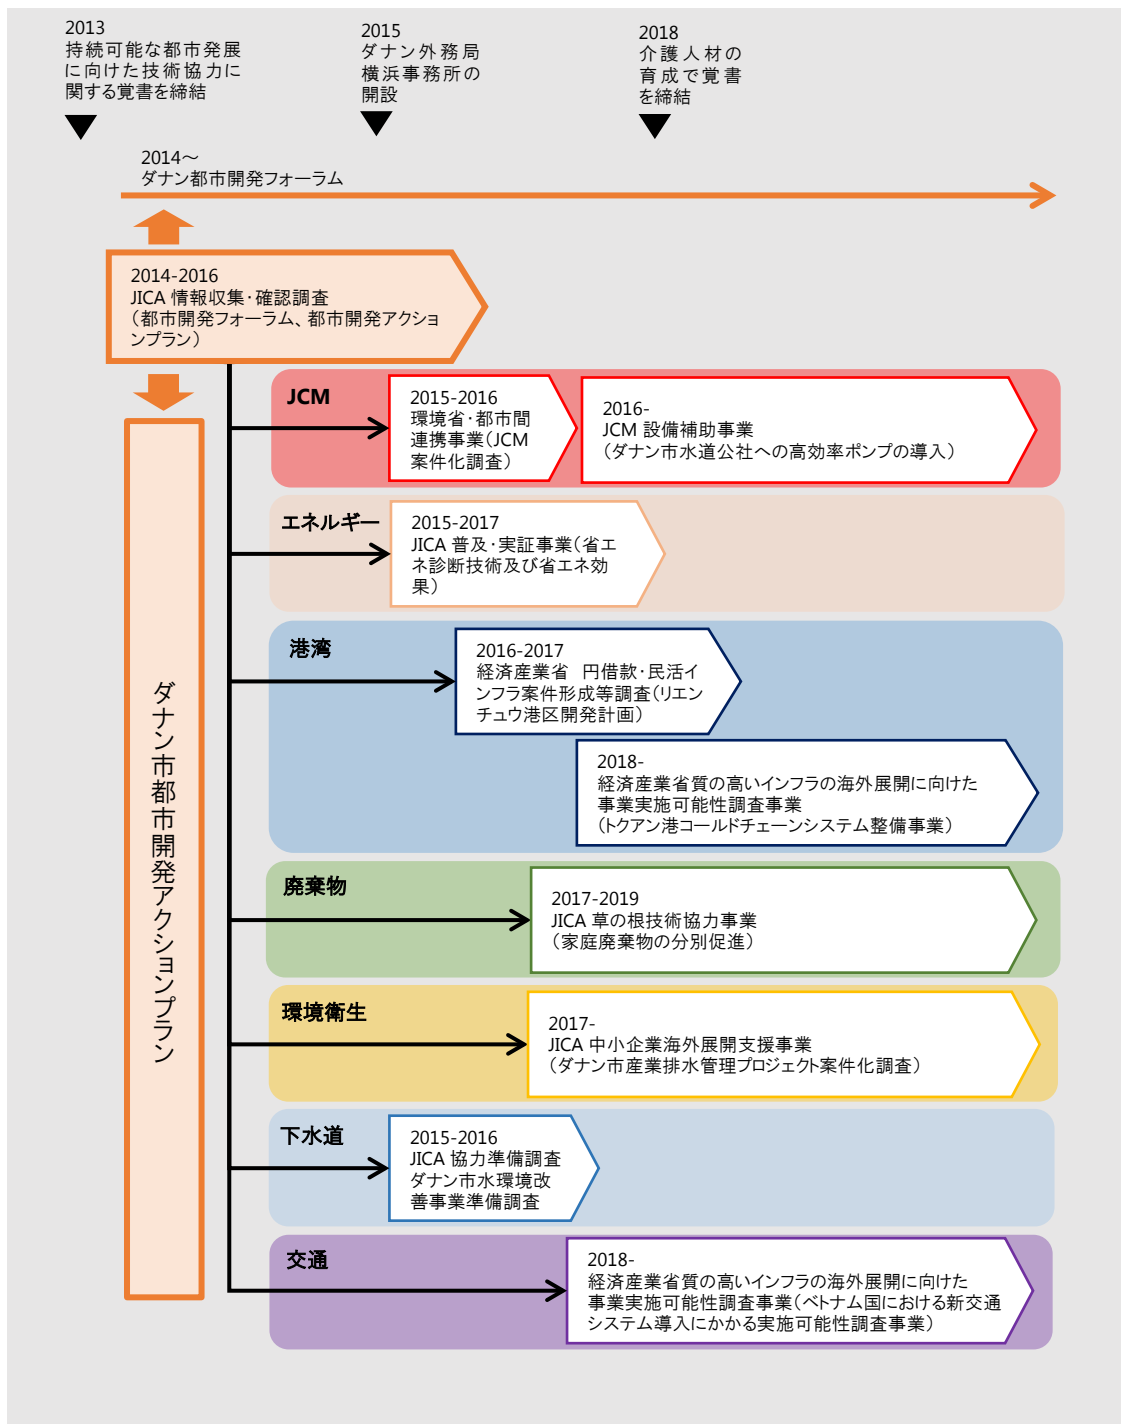 2013
持続可能な都市発展
に向けた技術協力に
関する覚書を締結
2015
ダナン外務局
横浜事務所の
開設
2018
介護人材の
育成で覚書
を締結
2014～
ダナン都市開発フォーラム
2014-2016
JICA 情報収集・確認調査
（都市開発フォーラム、都市開発アクショ
ンプラン）
ダナン市都市開発アクションプラン
JCM
2015-2016
環境省・都市間
連携事業（JCM
案件化調査）
2016-
JCM 設備補助事業
（ダナン市水道公社への高効率ポンプの導入）
エネルギー
2015-2017
JICA 普及・実証事業（省エ
ネ診断技術及び省エネ効
果）
港湾
2016-2017
経済産業省　円借款・民活イ
ンフラ案件形成等調査（リエン
チュウ港区開発計画）
2018-
経済産業省質の高いインフラの海外展開に向けた
事業実施可能性調査事業
（トクアン港コールドチェーンシステム整備事業）
廃棄物
2017-2019
JICA 草の根技術協力事業
（家庭廃棄物の分別促進）
環境衛生
2017-
JICA 中小企業海外展開支援事業
（ダナン市産業排水管理プロジェクト案件化調査）
下水道
2015-2016
JICA 協力準備調査
ダナン市水環境改
善事業準備調査
交通
2018-
経済産業省質の高いインフラの海外展開に向けた
事業実施可能性調査事業（ベトナム国における新交通
システム導入にかかる実施可能性調査事業）